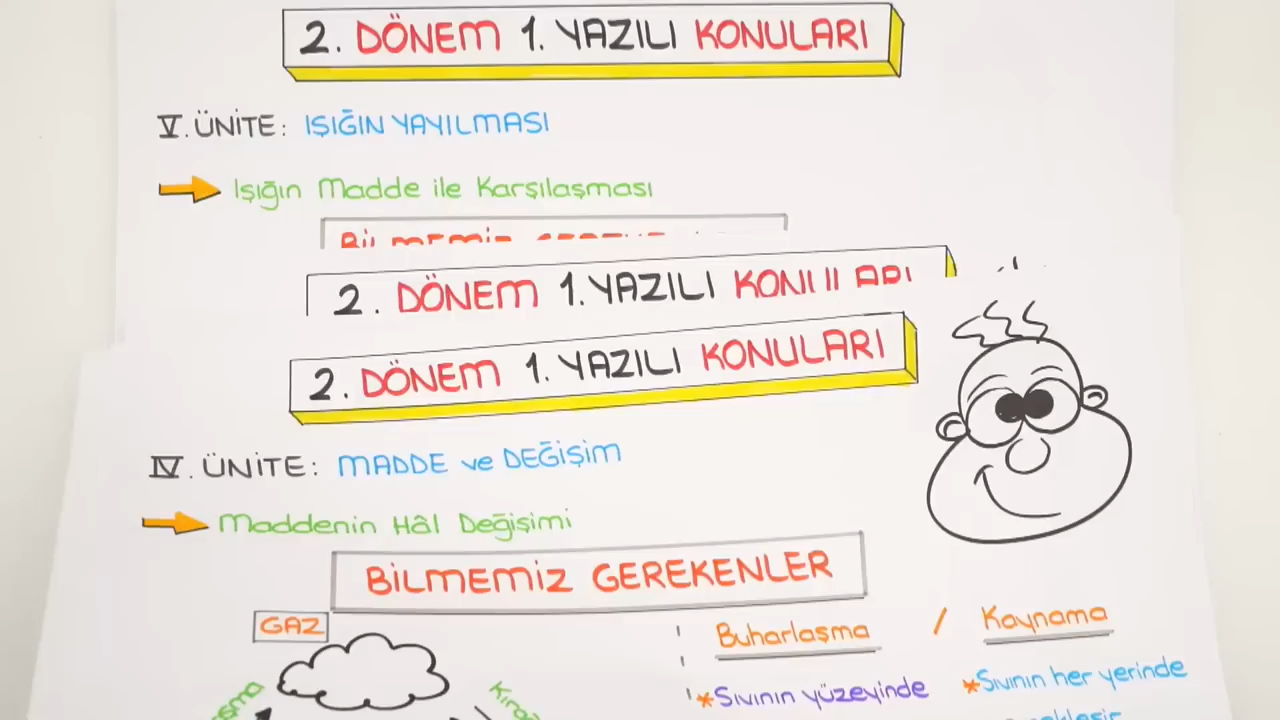 2. DÖNEM 1. YAZILI KONULARI
V. ÜNİTE: IŞIĞIN YAYILMASI
Işığın Madde ile Karşılaşması
2. DÖNEM 1. YAZILI KONULARI
2. DÖNEM 1. YAZILI KONULARI
IV. ÜNİTE: MADDE ve DEĞİŞİM
Maddenin Hâl Değişimi
BİLMEMİZ GEREKENLER
GAZ
Buharlaşma / Kaynama
*Sıvının yüzeyinde
*Sıvının her yerinde